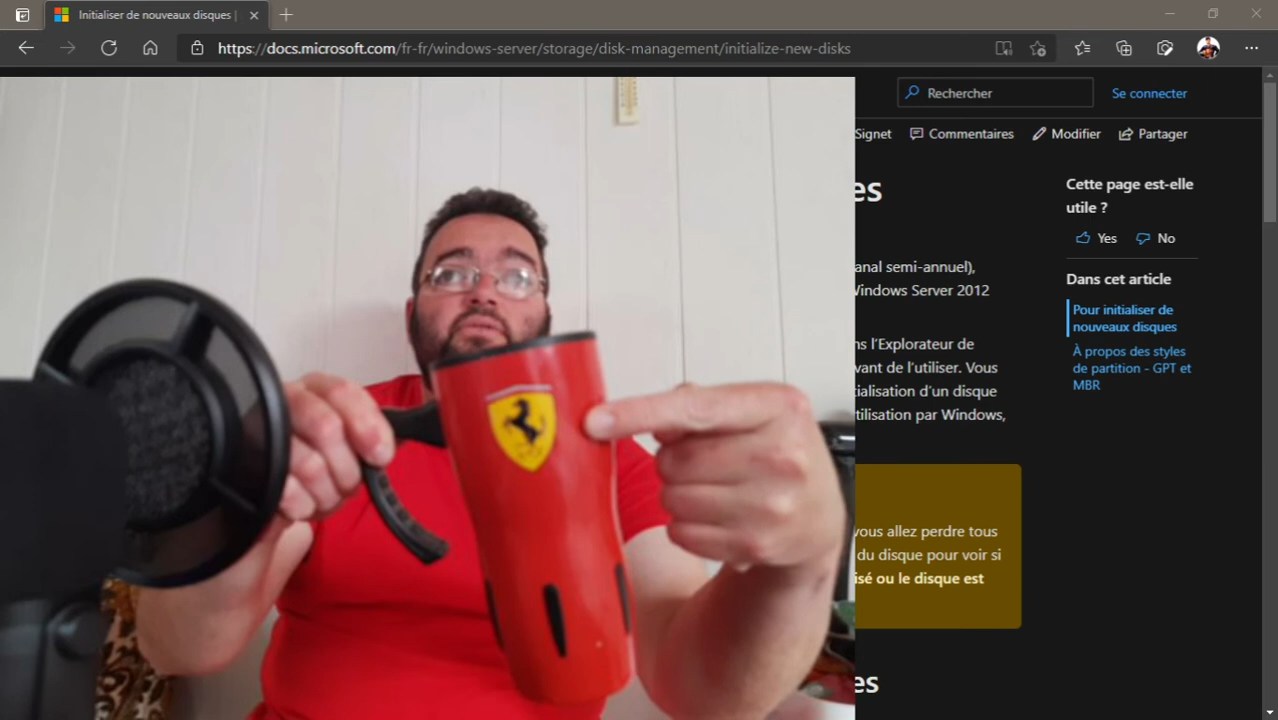 Initialiser de nouveaux disques |
https://docs.microsoft.com/fr-fr/windows-server/storage/disk-management/initialize-new-disks
Rechercher
Se connecter
Signet
Commentaires
Modifier
Partager
es
Cette page est-elle
utile ?
Yes
No
anal semi-annuel),
Windows Server 2012
Dans cet article
Pour initialiser de
nouveaux disques
À propos des styles
de partition - GPT et
MBR
ns l'Explorateur de
vant de l'utiliser. Vous
ialisation d'un disque
tilisation par Windows,
vous allez perdre tous
du disque pour voir si
isé ou le disque est
es